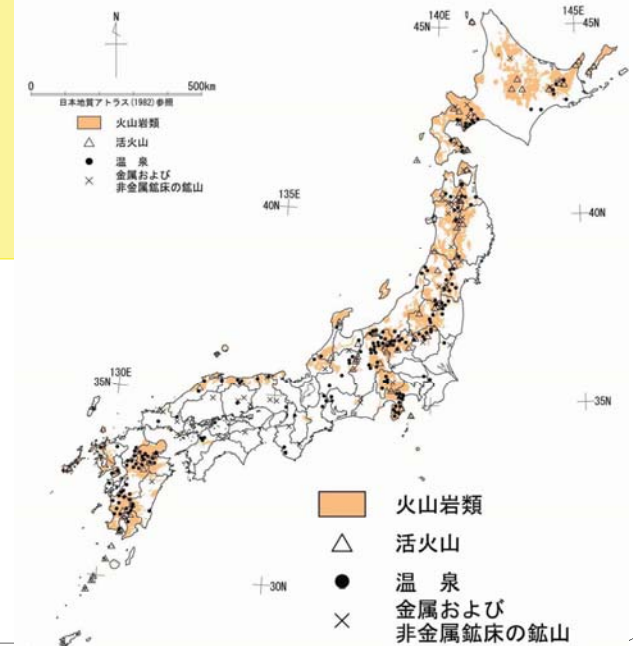 N
140E
45N
145E
45N
0 500km
日本地質アトラス(1982)参照
火山岩類
活火山
温 泉
金属および
非金属鉱床の鉱山
135E
40N
40N
130E
35N
35N
30N
火山岩類
活火山
温 泉
金属および
非金属鉱床の鉱山